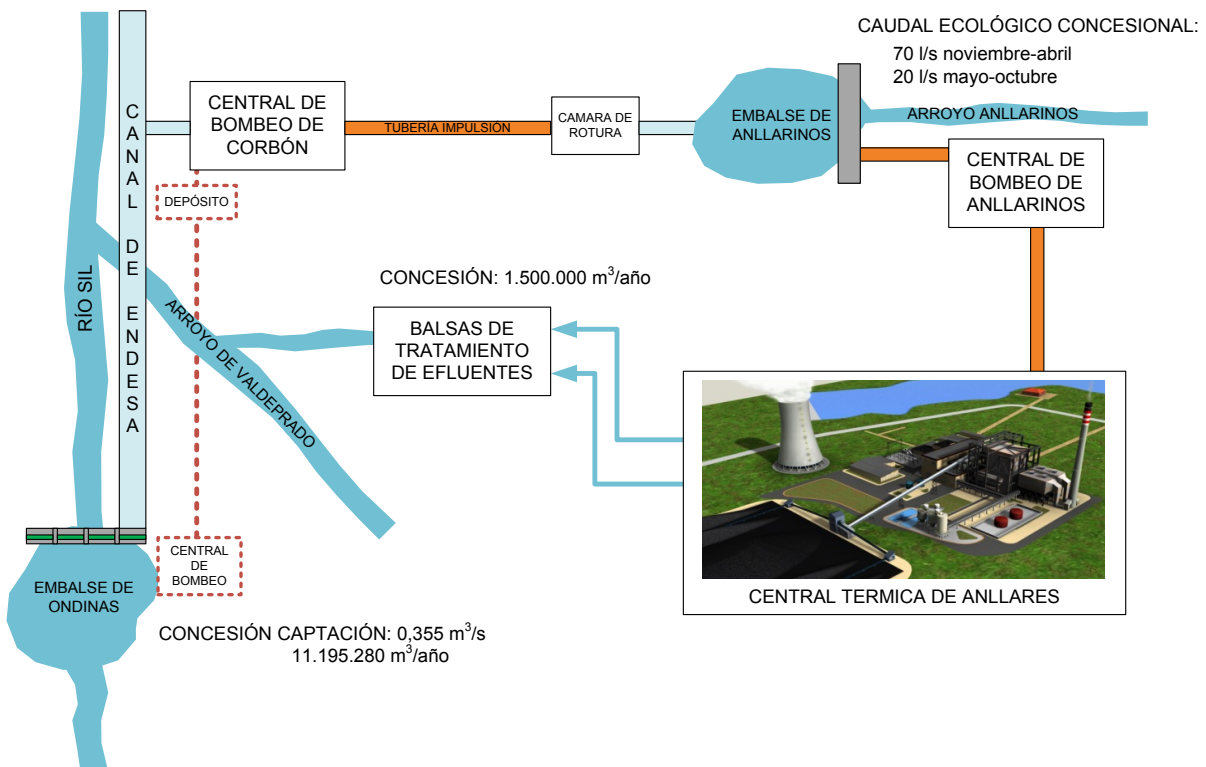 CAUDAL ECOLÓGICO CONCESIONAL:
70 l/s noviembre-abril
20 l/s mayo-octubre
CENTRAL DE
BOMBEO DE
CORBÓN
TUBERÍA IMPULSIÓN
CAMARA DE
ROTURA
EMBALSE DE
ANLLARINOS
ARROYO ANLLARINOS
CENTRAL DE
BOMBEO DE
ANLLARINOS
DEPÓSITO
CANAL DE ENDESA
RÍO SIL
ARROYO DE VALDEPRADO
CONCESIÓN: 1.500.000 m³/año
BALSAS DE
TRATAMIENTO
DE EFLUENTES
CENTRAL
DE
BOMBEO
EMBALSE DE
ONDINAS
CENTRAL TERMICA DE ANLLARES
CONCESIÓN CAPTACIÓN: 0,355 m³/s
11.195.280 m³/año